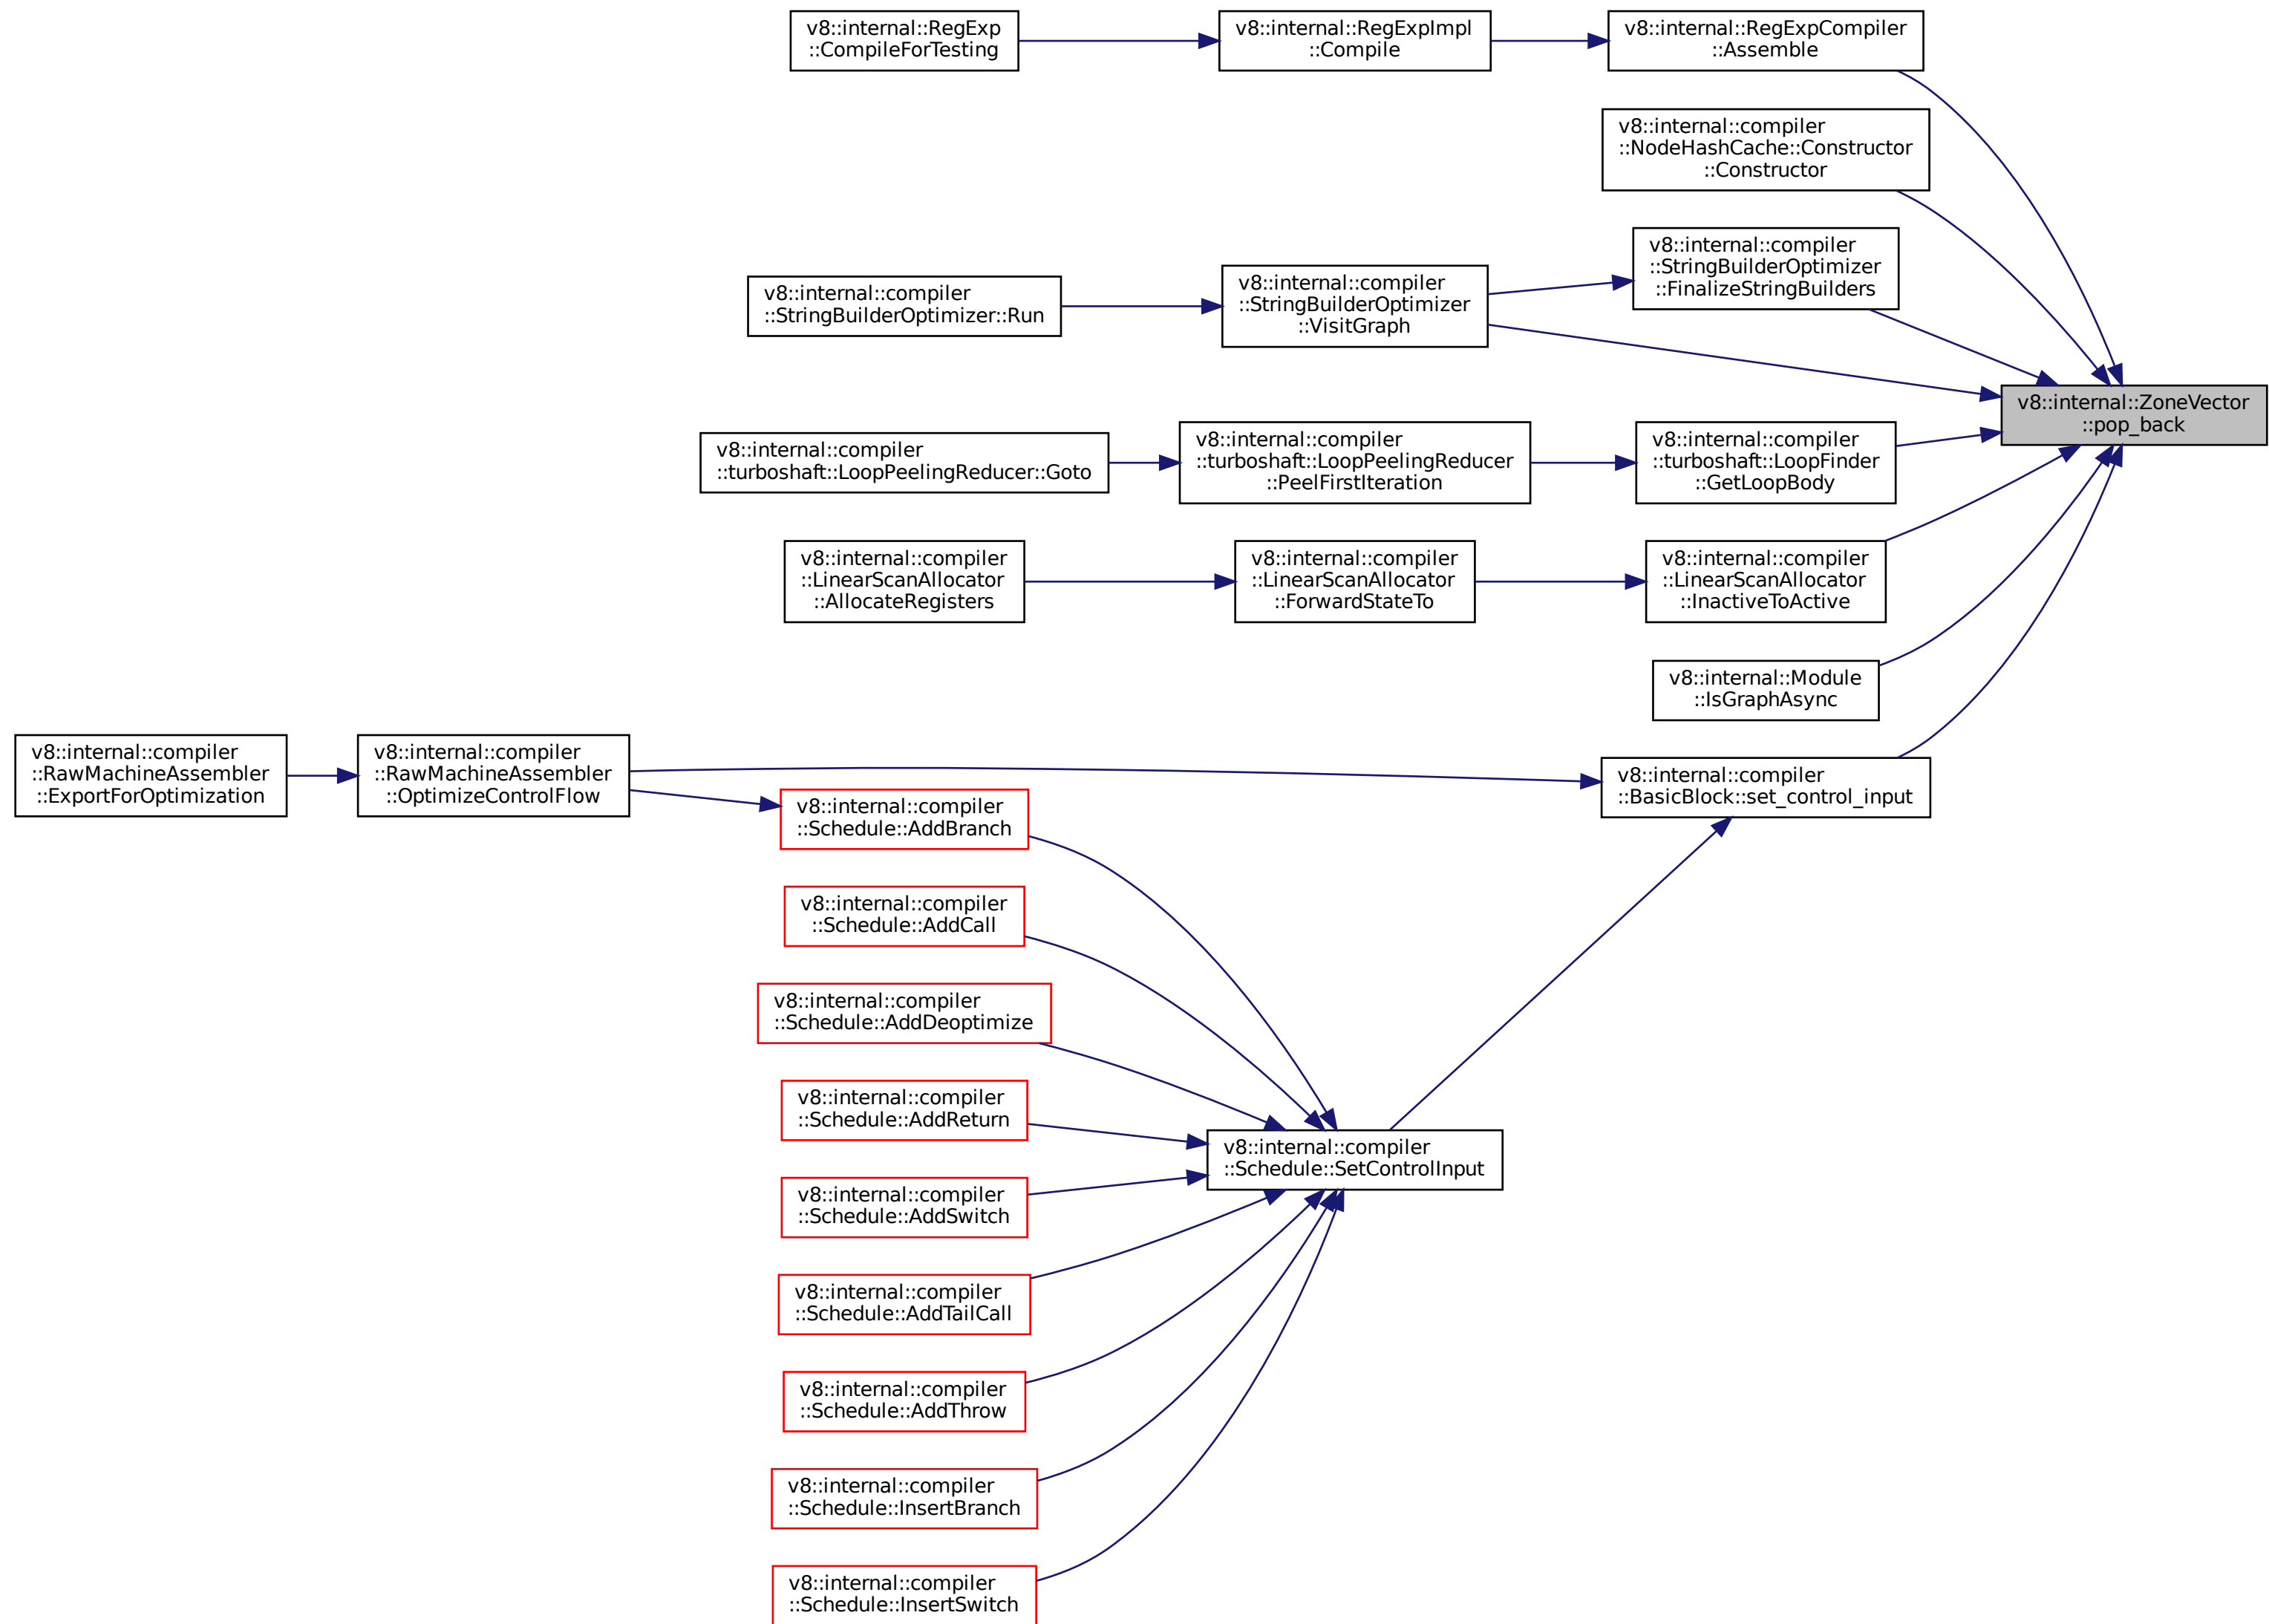 v8::internal::RegExp
::CompileForTesting
v8::internal::RegExpImpl
::Compile
v8::internal::RegExpCompiler
::Assemble
v8::internal::compiler
::NodeHashCache::Constructor
::Constructor
v8::internal::compiler
::StringBuilderOptimizer
::FinalizeStringBuilders
v8::internal::compiler
::StringBuilderOptimizer
::VisitGraph
v8::internal::compiler
::StringBuilderOptimizer::Run
v8::internal::ZoneVector
::pop_back
v8::internal::compiler
::turboshaft::LoopPeelingReducer::Goto
v8::internal::compiler
::turboshaft::LoopPeelingReducer
::PeelFirstIteration
v8::internal::compiler
::turboshaft::LoopFinder
::GetLoopBody
v8::internal::compiler
::LinearScanAllocator
::AllocateRegisters
v8::internal::compiler
::LinearScanAllocator
::ForwardStateTo
v8::internal::compiler
::LinearScanAllocator
::InactiveToActive
v8::internal::Module
::IsGraphAsync
v8::internal::compiler
::RawMachineAssembler
::ExportForOptimization
v8::internal::compiler
::RawMachineAssembler
::OptimizeControlFlow
v8::internal::compiler
::BasicBlock::set_control_input
v8::internal::compiler
::Schedule::AddBranch
v8::internal::compiler
::Schedule::AddCall
v8::internal::compiler
::Schedule::AddDeoptimize
v8::internal::compiler
::Schedule::AddReturn
v8::internal::compiler
::Schedule::SetControlInput
v8::internal::compiler
::Schedule::AddSwitch
v8::internal::compiler
::Schedule::AddTailCall
v8::internal::compiler
::Schedule::AddThrow
v8::internal::compiler
::Schedule::InsertBranch
v8::internal::compiler
::Schedule::InsertSwitch